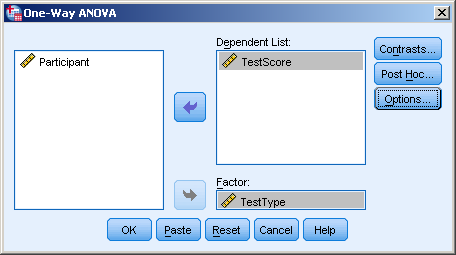 One-Way ANOVA
Dependent List:
Participant
TestScore
Contrasts...
Post Hoc...
Options...
Factor:
TestType
OK
Paste
Reset
Cancel
Help